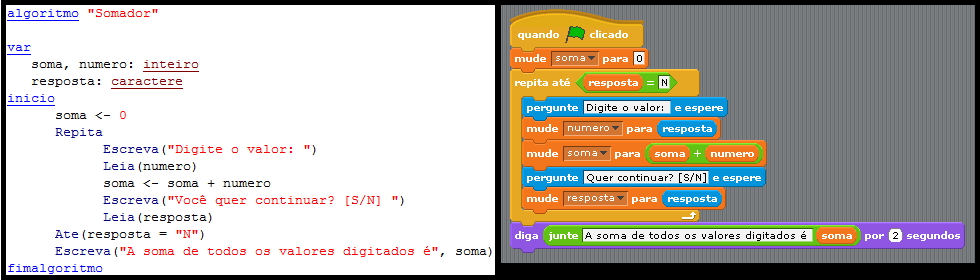 algoritmo "Somador"
var
soma, numero: inteiro
resposta: caractere
inicio
soma <- 0
Repita
Escreva("Digite o valor: ")
Leia(numero)
soma <- soma + numero
Escreva("Você quer continuar? [S/N] ")
Leia(resposta)
Ate(resposta = "N")
Escreva("A soma de todos os valores digitados é", soma)
fimalgoritmo
quando clicado
mude soma para 0
repita até resposta = N
pergunte Digite o valor: e espere
mude numero para resposta
mude soma para soma + numero
pergunte Quer continuar? [S/N] e espere
mude resposta para resposta
diga junte A soma de todos os valores digitados é soma por 2 segundos